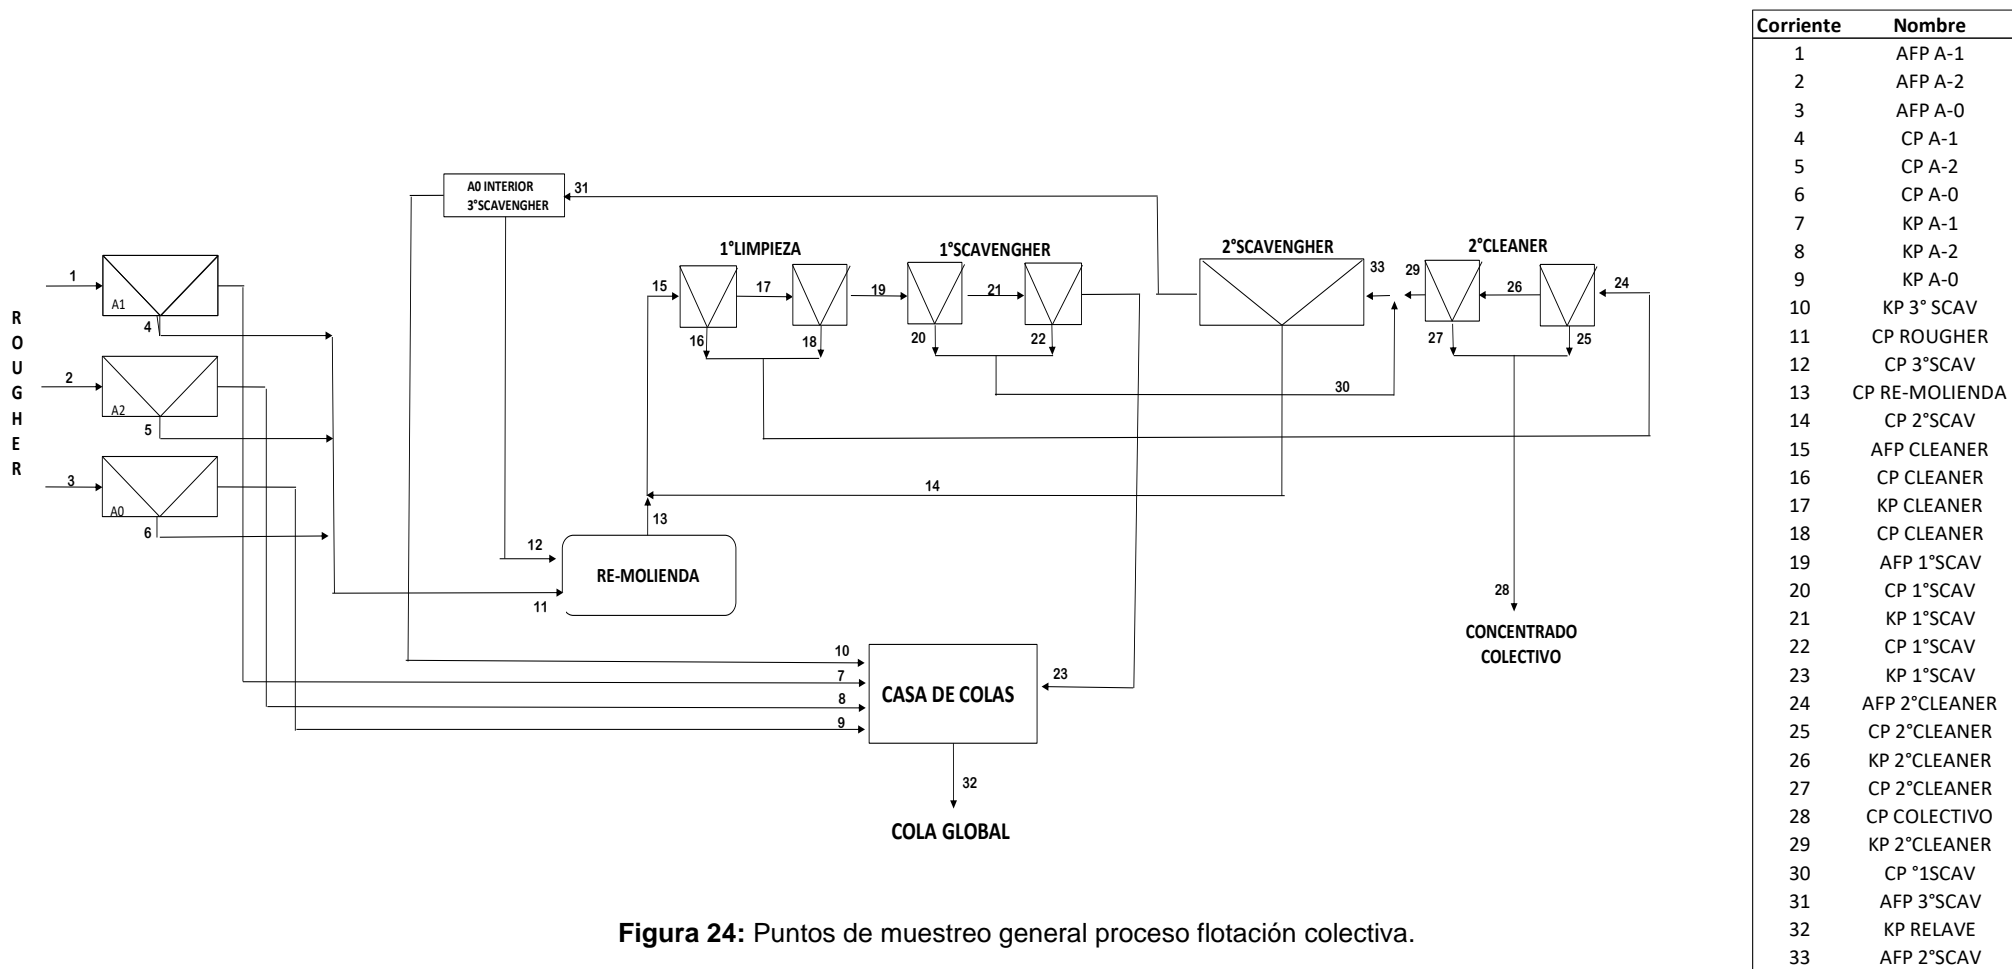 Corriente Nombre
1 AFP A-1
2 AFP A-2
3 AFP A-0
4 CP A-1
5 CP A-2
6 CP A-0
7 KP A-1
8 KP A-2
9 KP A-0
10 KP 3° SCAV
11 CP ROUGHER
12 CP 3°SCAV
13 CP RE-MOLIENDA
14 CP 2°SCAV
15 AFP CLEANER
16 CP CLEANER
17 KP CLEANER
18 CP CLEANER
19 AFP 1°SCAV
20 CP 1°SCAV
21 KP 1°SCAV
22 CP 1°SCAV
23 KP 1°SCAV
24 AFP 2°CLEANER
25 CP 2°CLEANER
26 KP 2°CLEANER
27 CP 2°CLEANER
28 CP COLECTIVO
29 KP 2°CLEANER
30 CP °1SCAV
31 AFP 3°SCAV
32 KP RELAVE
33 AFP 2°SCAV
ROUGHER
1
A1
4
2
A2
5
3
A0
6
A0 INTERIOR
3°SCAVENGHER
31
1°LIMPIEZA
1°SCAVENGHER
2°SCAVENGHER
2°CLEANER
15
17
19
21
33
29
26
24
16
18
20
22
27
25
30
14
13
12
RE-MOLIENDA
11
28
CONCENTRADO
COLECTIVO
10
7
8
9
23
CASA DE COLAS
32
COLA GLOBAL
Figura 24: Puntos de muestreo general proceso flotación colectiva.